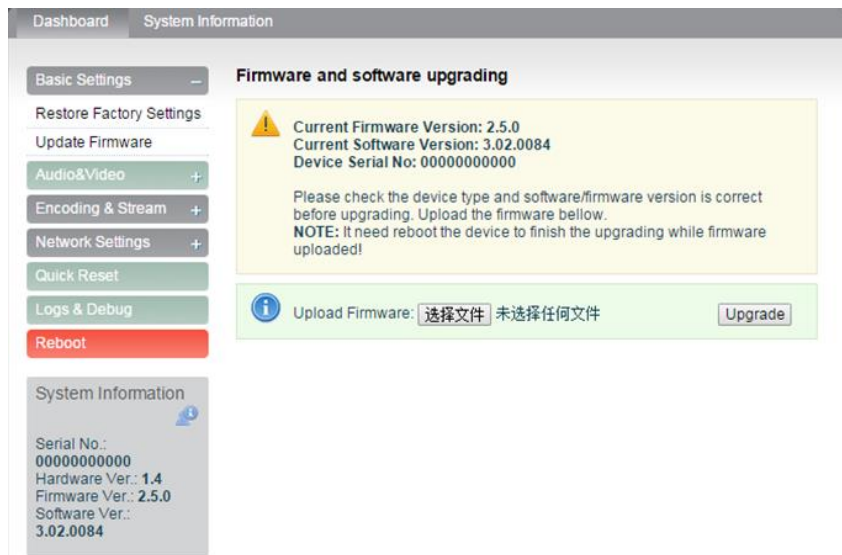 Dashboard System Information
Basic Settings –
Restore Factory Settings
Update Firmware
Audio&Video +
Encoding & Stream +
Network Settings +
Quick Reset
Logs & Debug
Reboot
System Information
Serial No.:
00000000000
Hardware Ver.: 1.4
Firmware Ver.: 2.5.0
Software Ver.:
3.02.0084
Firmware and software upgrading
Current Firmware Version: 2.5.0
Current Software Version: 3.02.0084
Device Serial No: 00000000000
Please check the device type and software/firmware version is correct
before upgrading. Upload the firmware bellow.
NOTE: It need reboot the device to finish the upgrading while firmware
uploaded!
Upload Firmware: 选择文件 未选择任何文件 Upgrade